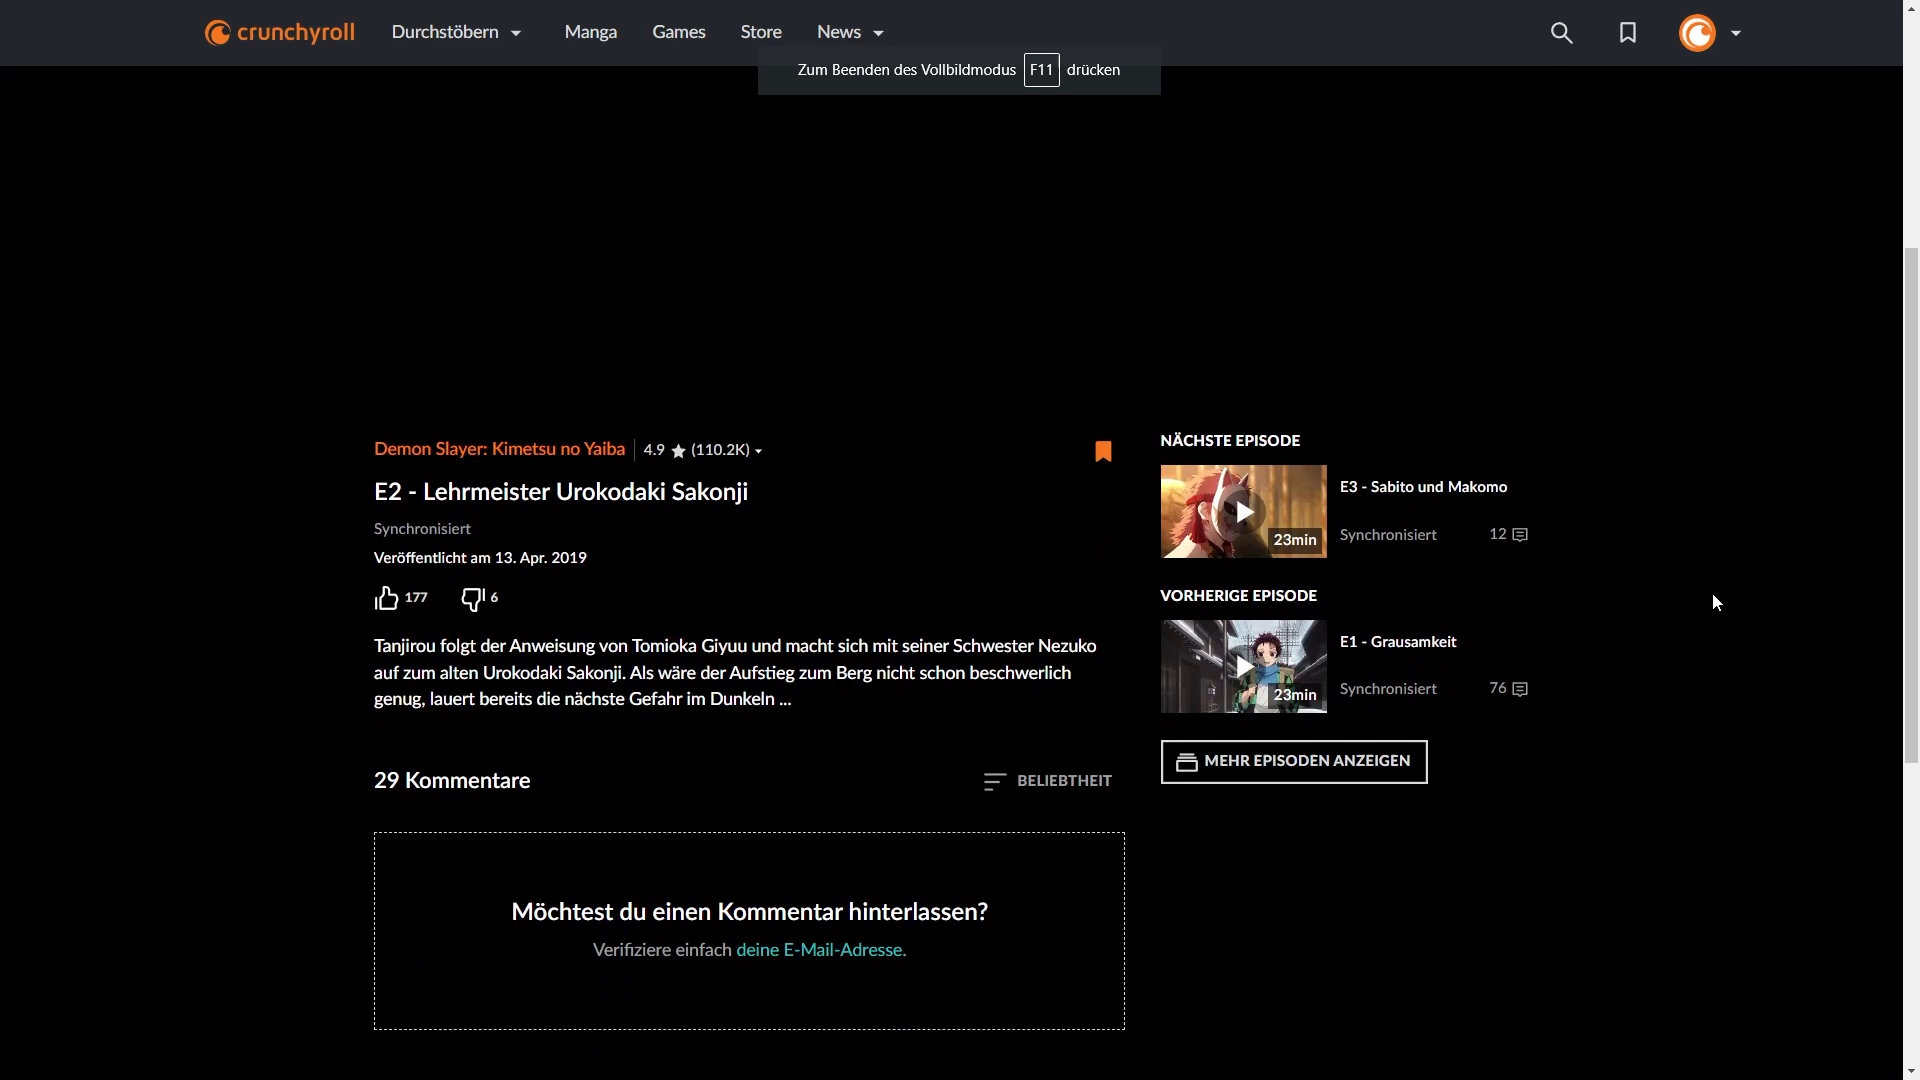 crunchyroll
Durchstöbern
Manga
Games
Store
News
Zum Beenden des Vollbildmodus F11 drücken
Demon Slayer: Kimetsu no Yaiba
4.9 ★ (110.2K)
E2 - Lehrmeister Urokodaki Sakonji
Synchronisiert
Veröffentlicht am 13. Apr. 2019
177
6
Tanjirou folgt der Anweisung von Tomioka Giyuu und macht sich mit seiner Schwester Nezuko
auf zum alten Urokodaki Sakonji. Als wäre der Aufstieg zum Berg nicht schon beschwerlich
genug, lauert bereits die nächste Gefahr im Dunkeln ...
29 Kommentare
BELIEBTHEIT
Möchtest du einen Kommentar hinterlassen?
Verifiziere einfach deine E-Mail-Adresse.
NÄCHSTE EPISODE
23min
E3 - Sabito und Makomo
Synchronisiert
12
VORHERIGE EPISODE
23min
E1 - Grausamkeit
Synchronisiert
76
MEHR EPISODEN ANZEIGEN